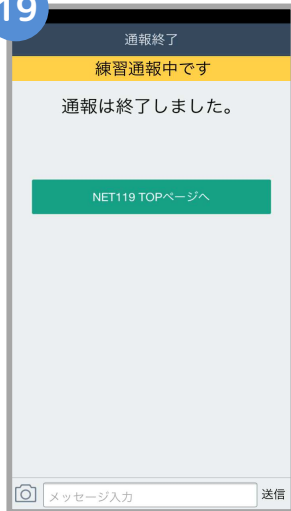 19
通報終了
練習通報中です
通報は終了しました。
NET119 TOPページへ
メッセージ入力
送信